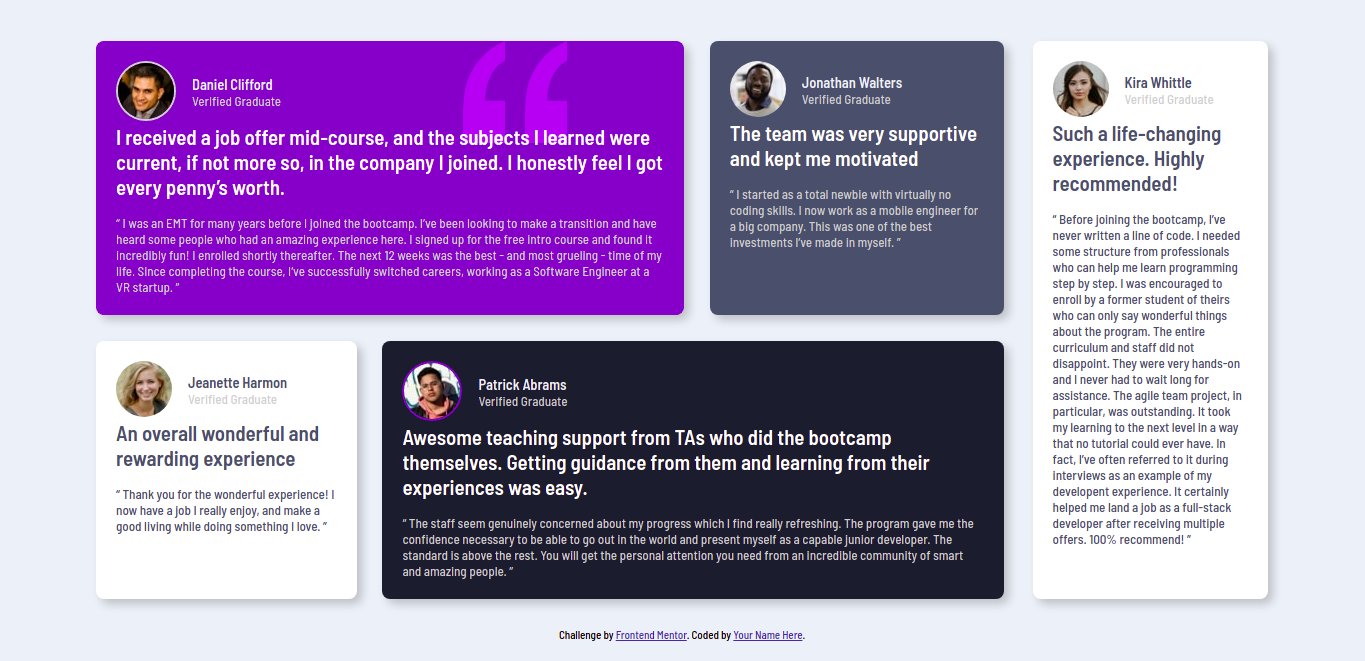 Daniel Clifford
Verified Graduate
I received a job offer mid-course, and the subjects I learned were
current, if not more so, in the company I joined. I honestly feel I got
every penny’s worth.
“ I was an EMT for many years before I joined the bootcamp. I’ve been looking to make a transition and have
heard some people who had an amazing experience here. I signed up for the free intro course and found it
incredibly fun! I enrolled shortly thereafter. The next 12 weeks was the best - and most grueling - time of my
life. Since completing the course, I’ve successfully switched careers, working as a Software Engineer at a
VR startup. ”
Jonathan Walters
Verified Graduate
The team was very supportive
and kept me motivated
“ I started as a total newbie with virtually no
coding skills. I now work as a mobile engineer for
a big company. This was one of the best
investments I’ve made in myself. ”
Kira Whittle
Verified Graduate
Such a life-changing
experience. Highly
recommended!
“ Before joining the bootcamp, I’ve
never written a line of code. I needed
some structure from professionals
who can help me learn programming
step by step. I was encouraged to
enroll by a former student of theirs
who can only say wonderful things
about the program. The entire
curriculum and staff did not
disappoint. They were very hands-on
and I never had to wait long for
assistance. The agile team project, in
particular, was outstanding. It took
my learning to the next level in a way
that no tutorial could ever have. In
fact, I’ve often referred to it during
interviews as an example of my
developent experience. It certainly
helped me land a job as a full-stack
developer after receiving multiple
offers. 100% recommend! ”
Jeanette Harmon
Verified Graduate
An overall wonderful and
rewarding experience
“ Thank you for the wonderful experience! I
now have a job I really enjoy, and make a
good living while doing something I love. ”
Patrick Abrams
Verified Graduate
Awesome teaching support from TAs who did the bootcamp
themselves. Getting guidance from them and learning from their
experiences was easy.
“ The staff seem genuinely concerned about my progress which I find really refreshing. The program gave me the
confidence necessary to be able to go out in the world and present myself as a capable junior developer. The
standard is above the rest. You will get the personal attention you need from an incredible community of smart
and amazing people. ”
Challenge by Frontend Mentor. Coded by Your Name Here.